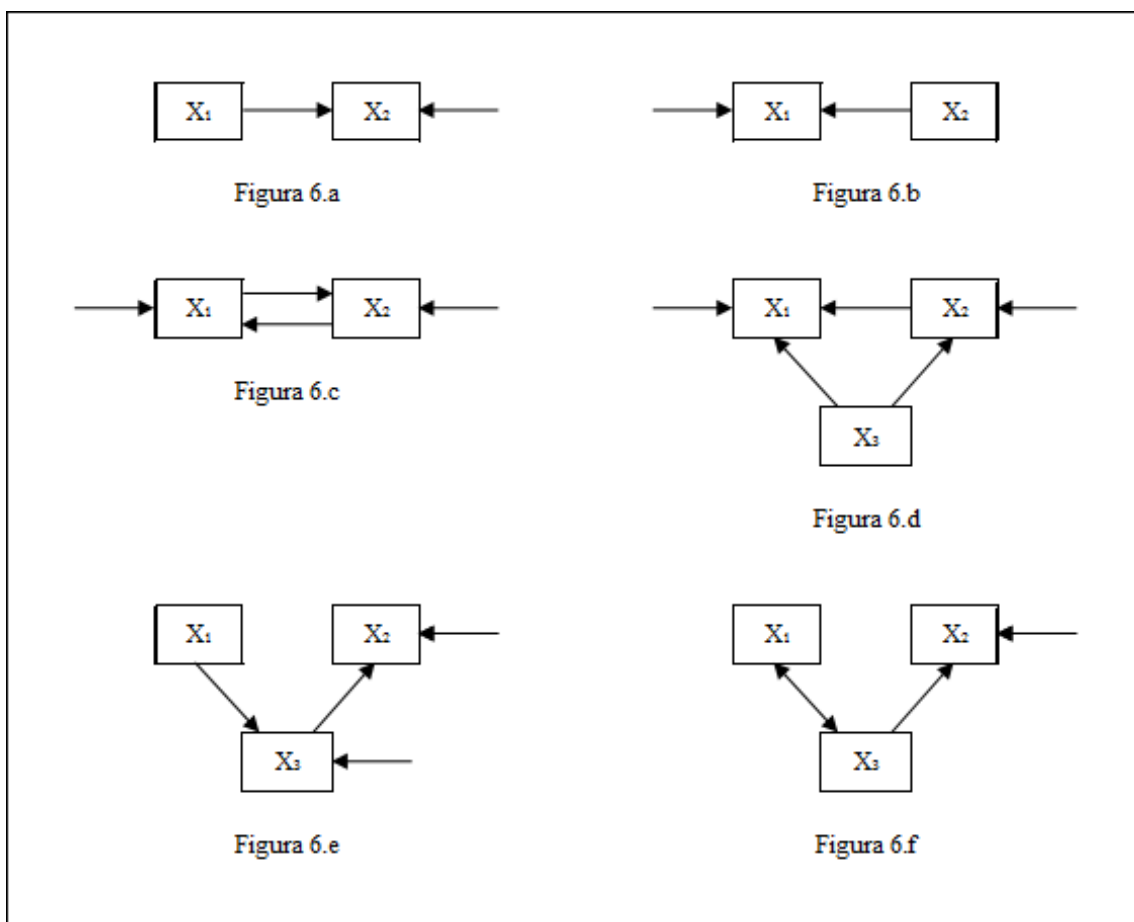 X₁ X₂ X₁ X₂
Figura 6.a Figura 6.b
X₁ X₂ X₁ X₂
Figura 6.c
X₃
Figura 6.d
X₁ X₂ X₁ X₂
X₃ X₃
Figura 6.e Figura 6.f